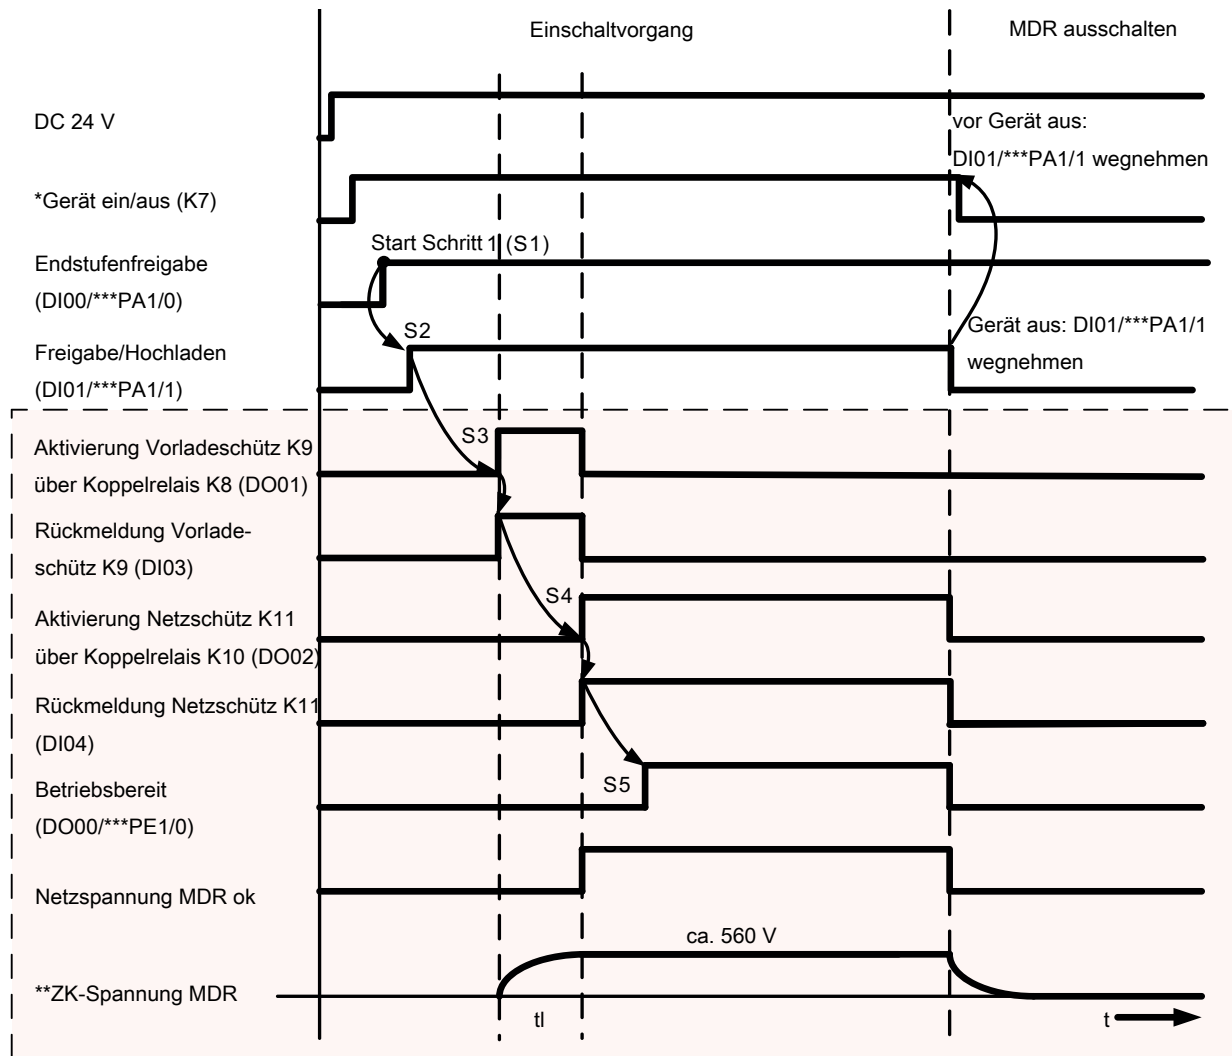 Einschaltvorgang
MDR ausschalten
DC 24 V
vor Gerät aus:
DI01/***PA1/1 wegnehmen
*Gerät ein/aus (K7)
Start Schritt 1 (S1)
Endstufenfreigabe
(DI00/***PA1/0)
S2
Gerät aus: DI01/***PA1/1
wegnehmen
Freigabe/Hochladen
(DI01/***PA1/1)
S3
Aktivierung Vorladeschütz K9
über Koppelrelais K8 (DO01)
Rückmeldung Vorlade-
schütz K9 (DI03)
S4
Aktivierung Netzschütz K11
über Koppelrelais K10 (DO02)
Rückmeldung Netzschütz K11
(DI04)
S5
Betriebsbereit
(DO00/***PE1/0)
Netzspannung MDR ok
ca. 560 V
**ZK-Spannung MDR
tl
t